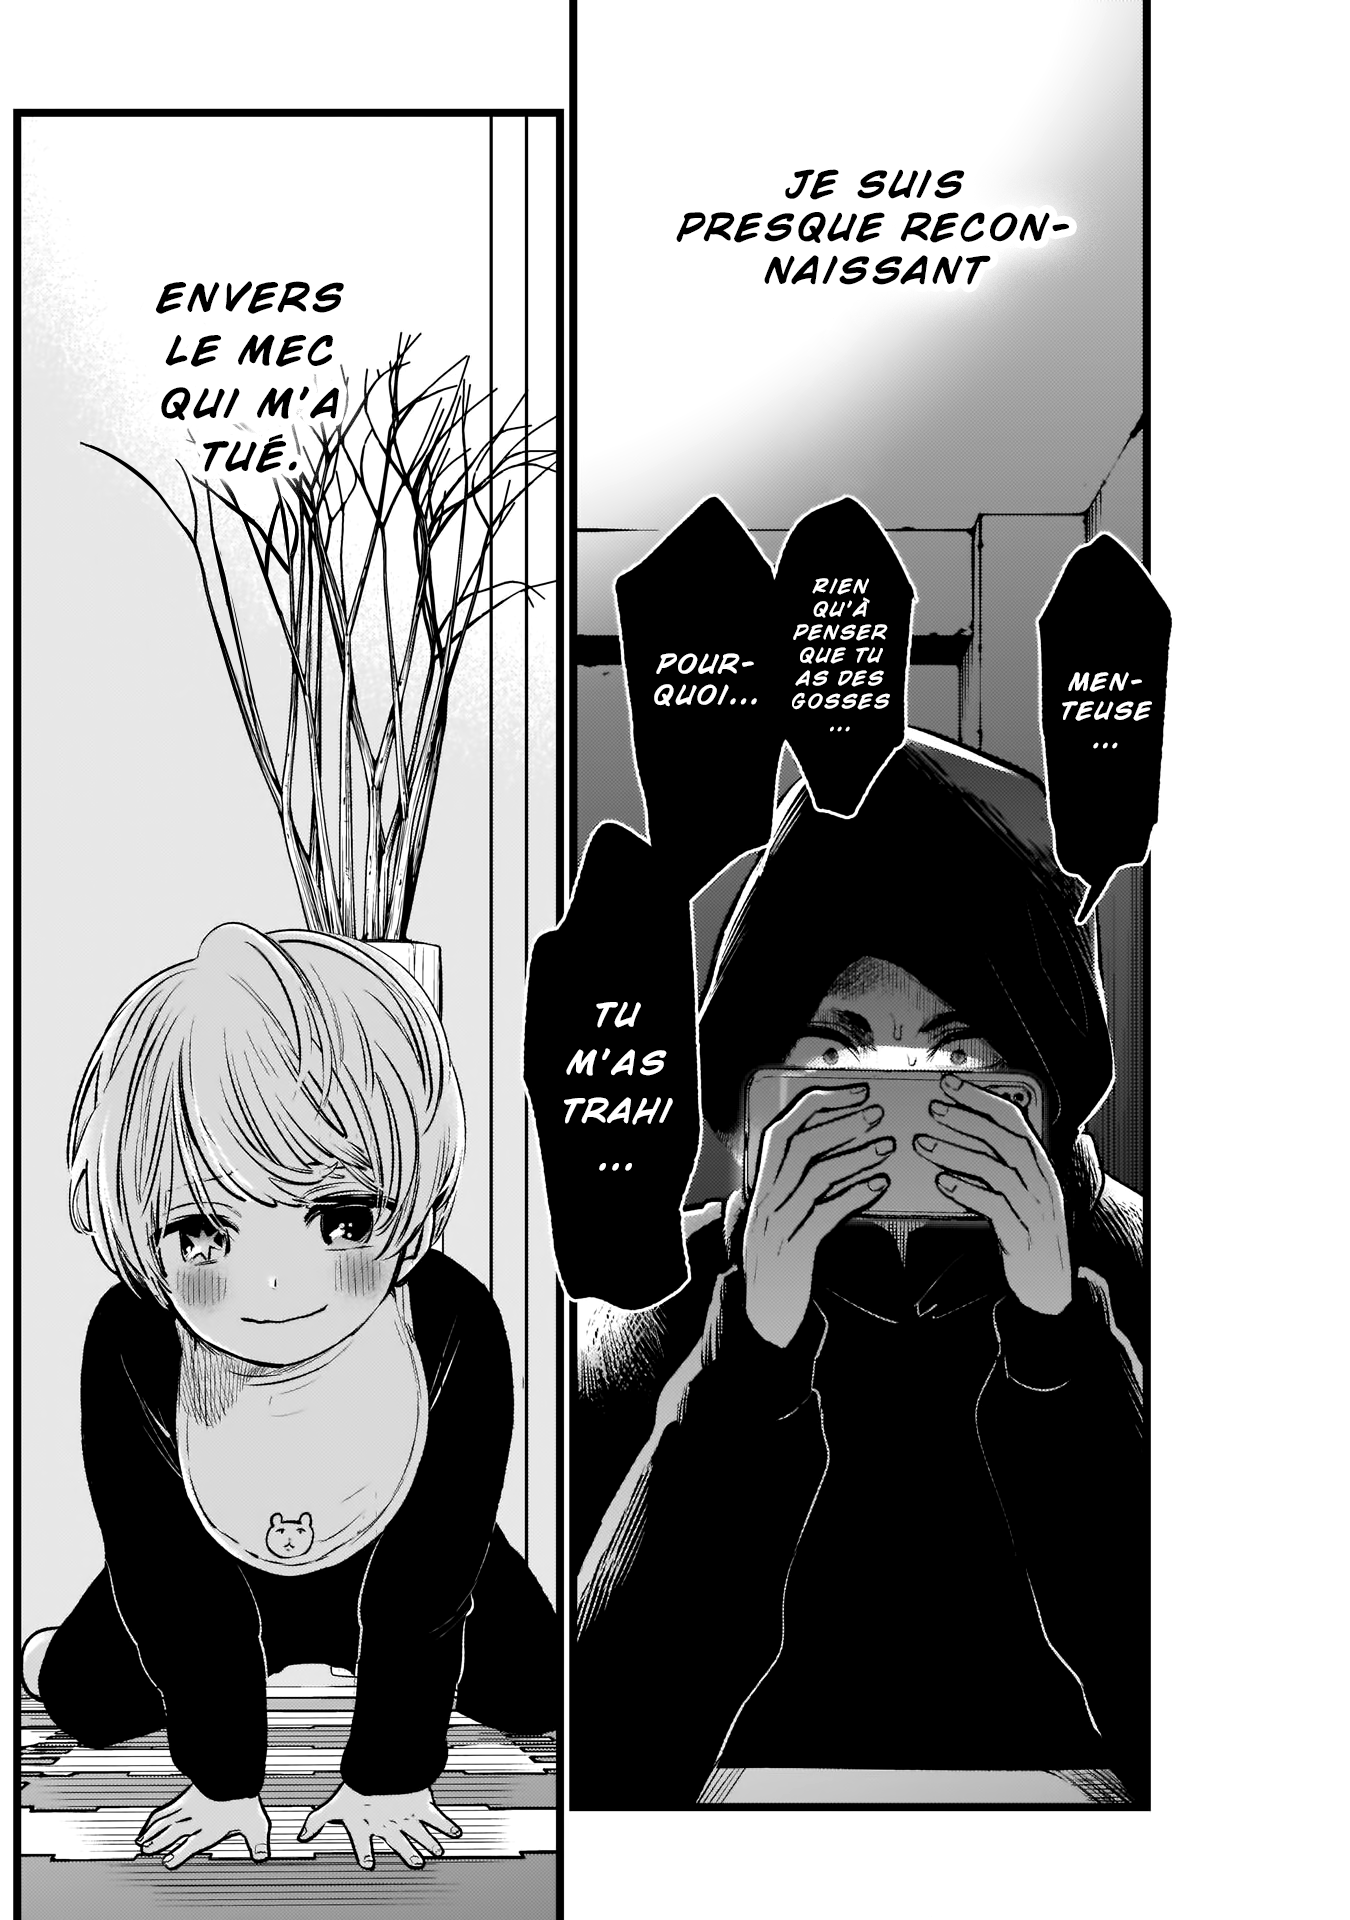 JE SUIS
PRESQUE RECON-
NAISSANT
MEN-
TEUSE
...
RIEN
QU'À
PENSER
QUE TU
AS DES
GOSSES
...
POUR-
QUOI...
TU
M'AS
TRAHI
...
ENVERS
LE MEC
QUI M'A
TUÉ.